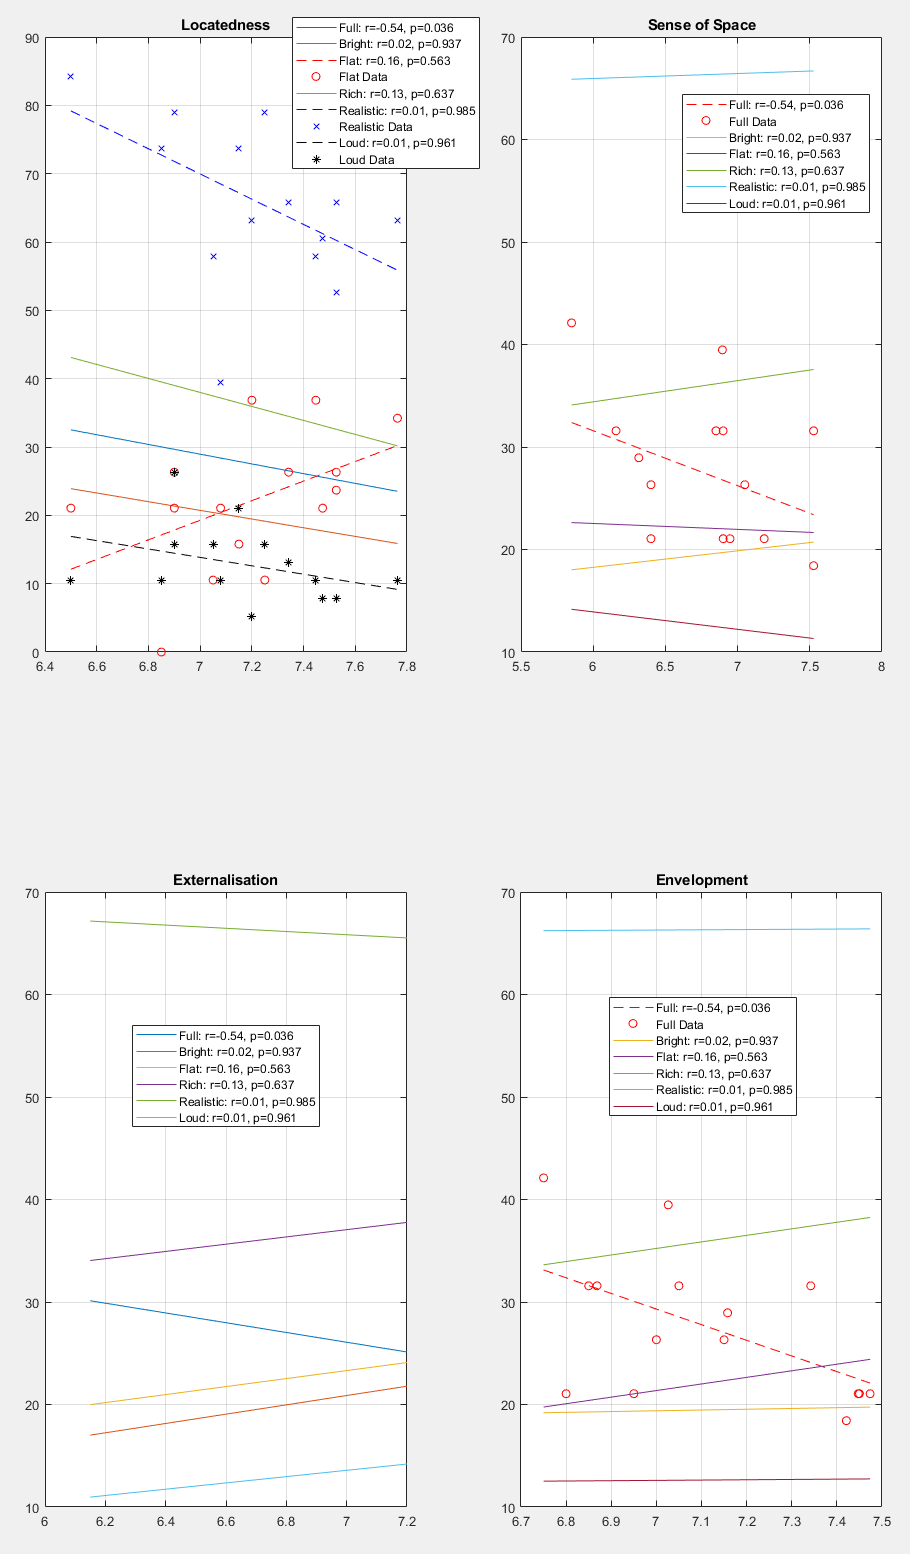 Locatedness
Full: r=-0.54, p=0.036
Bright: r=0.02, p=0.937
Flat: r=0.16, p=0.563
Flat Data
Rich: r=0.13, p=0.637
Realistic: r=0.01, p=0.985
Realistic Data
Loud: r=0.01, p=0.961
Loud Data
90
80
70
60
50
40
30
20
10
0
6.4 6.6 6.8 7 7.2 7.4 7.6 7.8
Sense of Space
Full: r=-0.54, p=0.036
Full Data
Bright: r=0.02, p=0.937
Flat: r=0.16, p=0.563
Rich: r=0.13, p=0.637
Realistic: r=0.01, p=0.985
Loud: r=0.01, p=0.961
70
60
50
40
30
20
10
5.5 6 6.5 7 7.5 8
Externalisation
Full: r=-0.54, p=0.036
Bright: r=0.02, p=0.937
Flat: r=0.16, p=0.563
Rich: r=0.13, p=0.637
Realistic: r=0.01, p=0.985
Loud: r=0.01, p=0.961
70
60
50
40
30
20
10
6 6.2 6.4 6.6 6.8 7 7.2
Envelopment
Full: r=-0.54, p=0.036
Full Data
Bright: r=0.02, p=0.937
Flat: r=0.16, p=0.563
Rich: r=0.13, p=0.637
Realistic: r=0.01, p=0.985
Loud: r=0.01, p=0.961
70
60
50
40
30
20
10
6.7 6.8 6.9 7 7.1 7.2 7.3 7.4 7.5